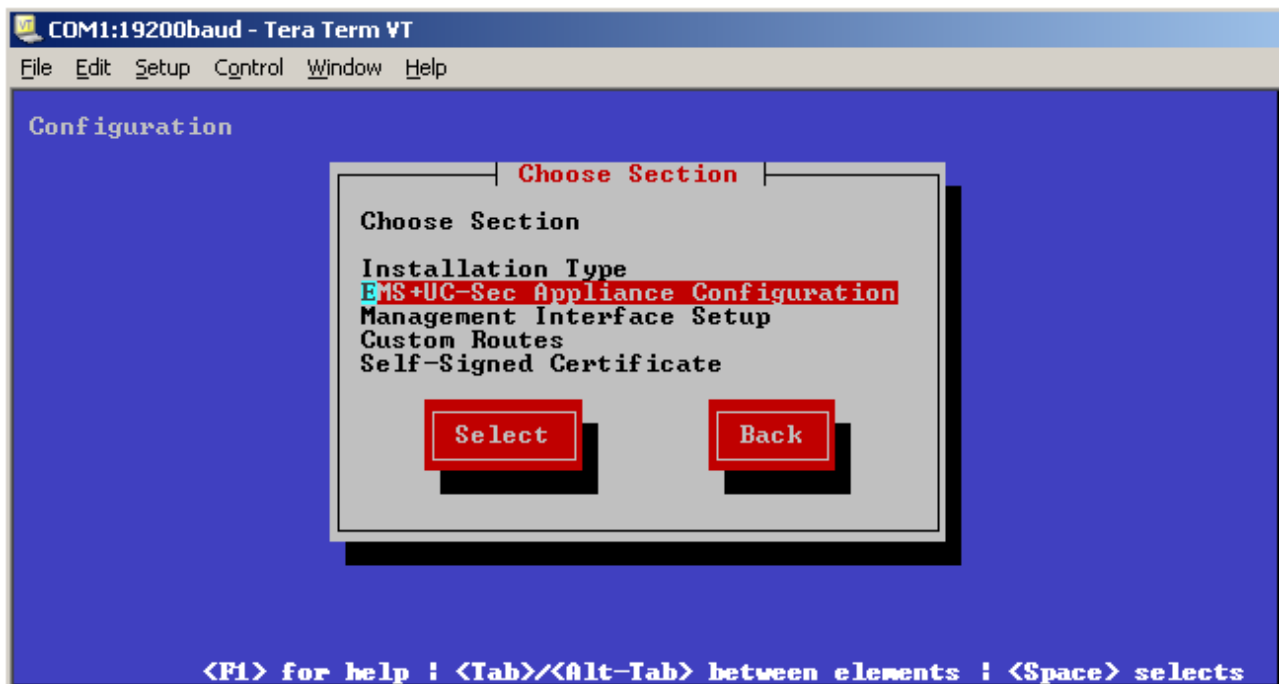 COM1:19200baud - Tera Term VT
File Edit Setup Control Window Help
Configuration
Choose Section
Choose Section
Installation Type
EMS+UC-Sec Appliance Configuration
Management Interface Setup
Custom Routes
Self-Signed Certificate
Select Back
<F1> for help | <Tab>/<Alt-Tab> between elements | <Space> selects